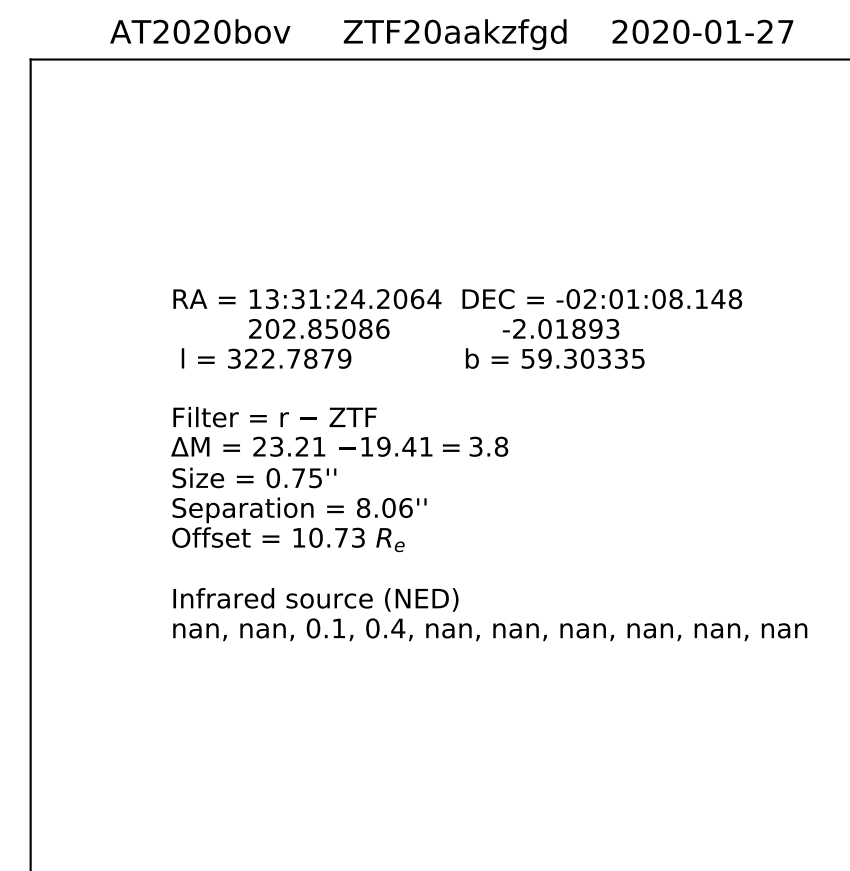 AT2020bov ZTF20aakzfgd 2020-01-27
RA = 13:31:24.2064 DEC = -02:01:08.148
202.85086 -2.01893
l = 322.7879 b = 59.30335
Filter = r − ZTF
ΔM = 23.21 −19.41 = 3.8
Size = 0.75''
Separation = 8.06''
Offset = 10.73 Re
Infrared source (NED)
nan, nan, 0.1, 0.4, nan, nan, nan, nan, nan, nan